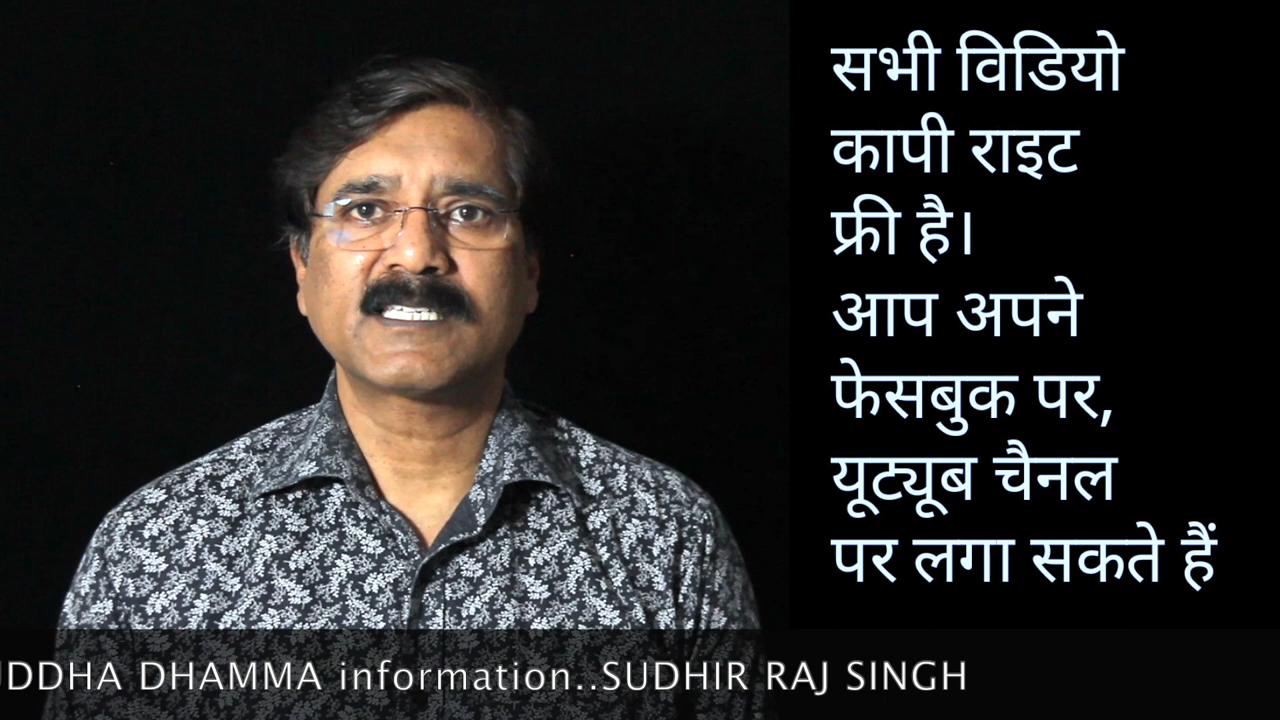 सभी विडियो
कापी राइट
फ्री है।
आप अपने
फेसबुक पर,
यूट्यूब चैनल
पर लगा सकते हैं
DDHA DHAMMA information..SUDHIR RAJ SINGH